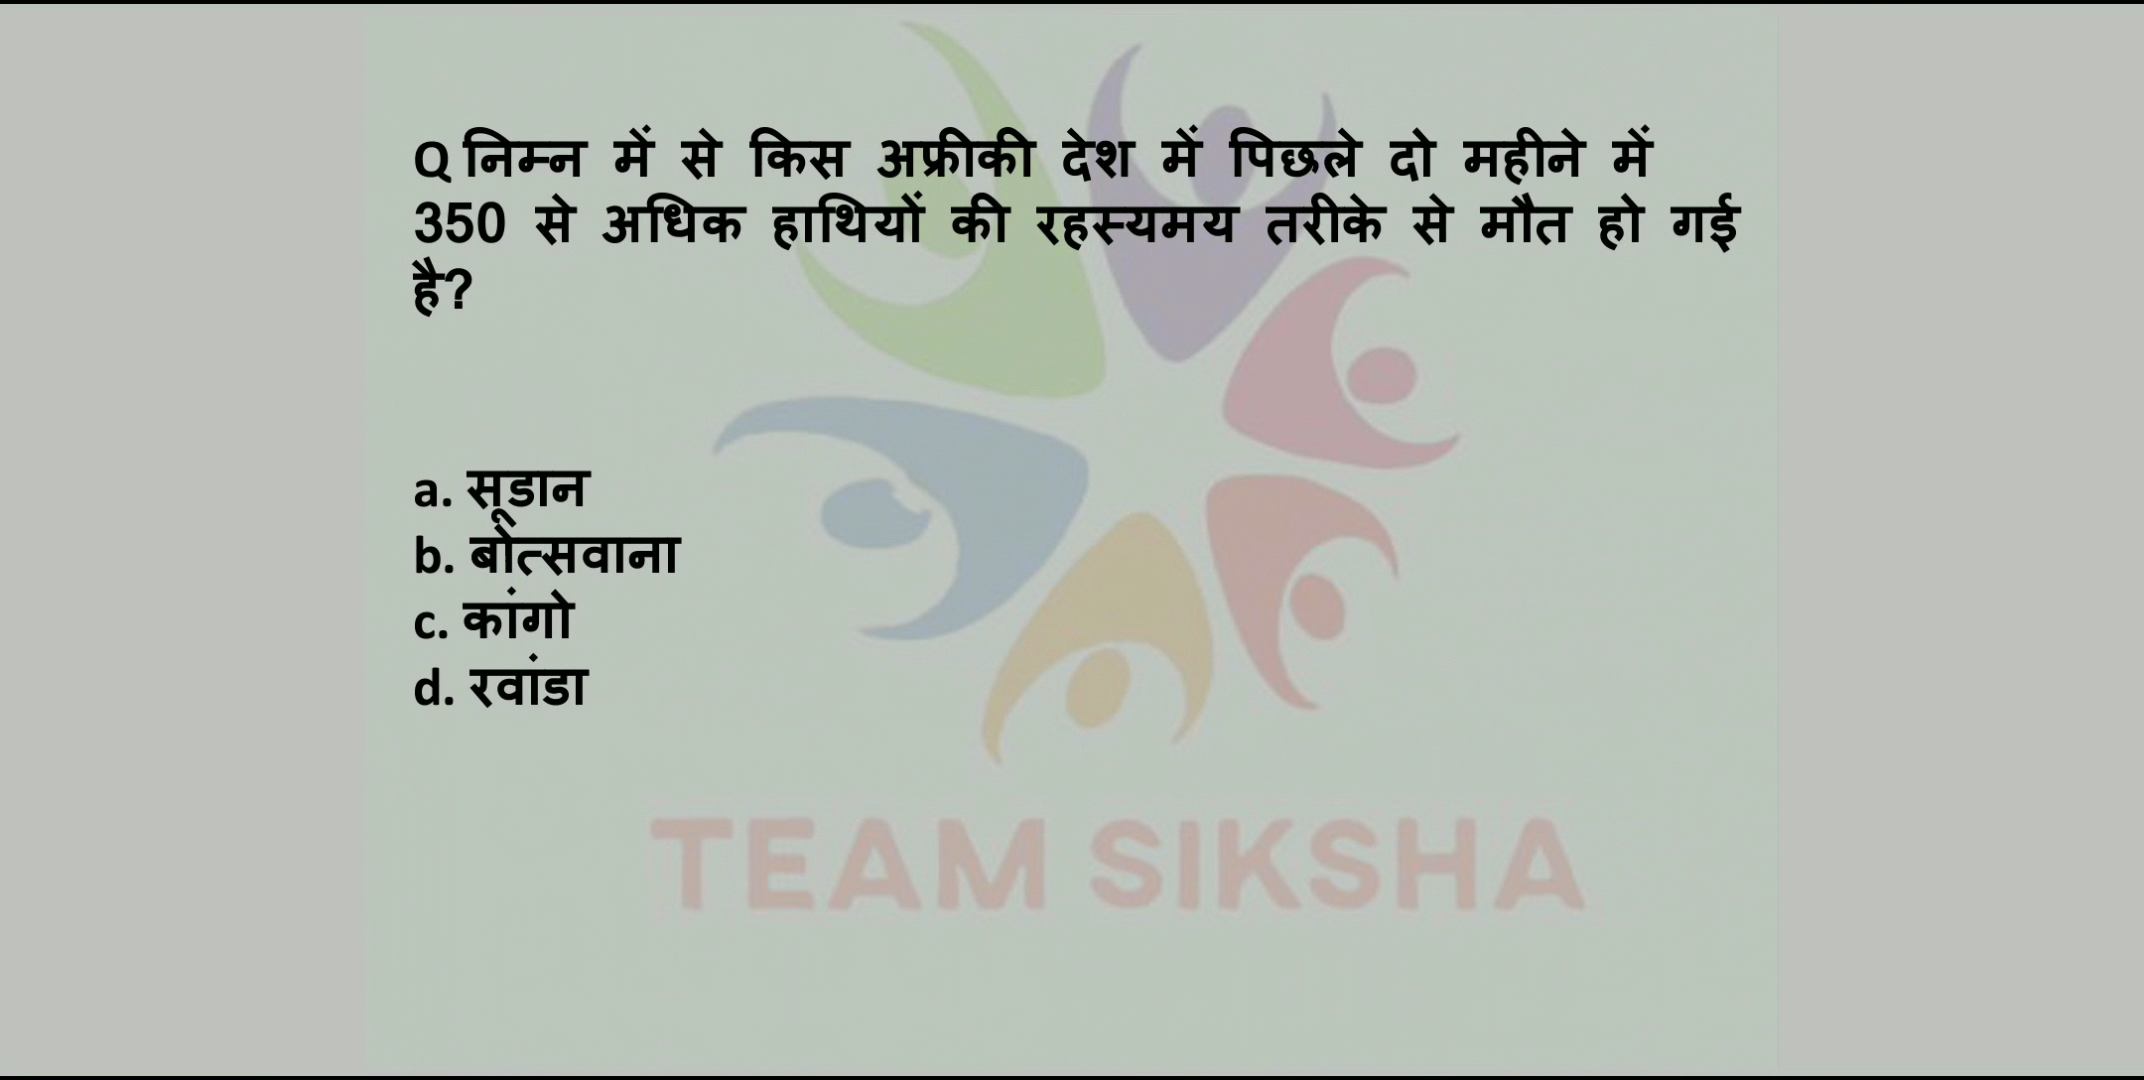 Q निम्न में से किस अफ्रीकी देश में पिछले दो महीने में
350 से अधिक हाथियों की रहस्यमय तरीके से मौत हो गई
है?
a. सूडान
b. बोत्सवाना
c. कांगो
d. रवांडा
TEAM SIKSHA